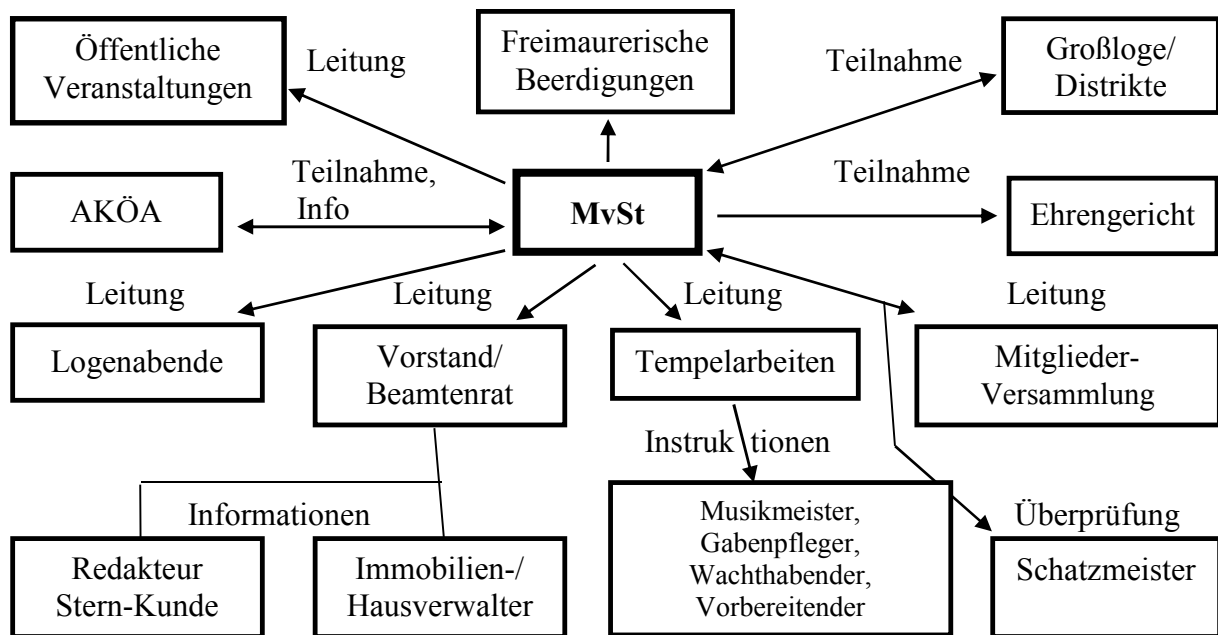 Öffentliche
Veranstaltungen
Leitung
Freimaurerische
Beerdigungen
Teilnahme
Großloge/
Distrikte
AKÖA
Teilnahme,
Info
MvSt
Teilnahme
Ehrengericht
Leitung
Leitung
Leitung
Leitung
Logenabende
Vorstand/
Beamtenrat
Tempelarbeiten
Mitglieder-
Versammlung
Instruk tionen
Informationen
Redakteur
Stern-Kunde
Immobilien-/
Hausverwalter
Musikmeister,
Gabenpfleger,
Wachthabender,
Vorbereitender
Überprüfung
Schatzmeister